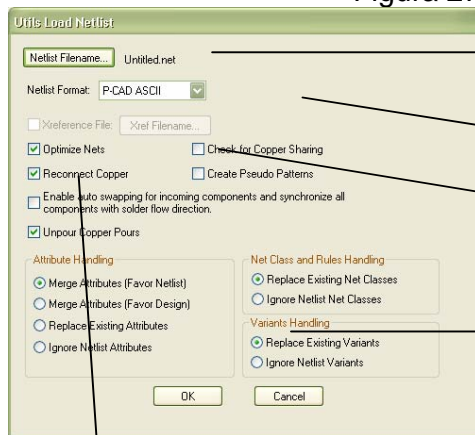 Utils Load Netlist
Netlist Filename... Untitled.net
Netlist Format: P-CAD ASCII
Xreference File: Xref Filename...
Optimize Nets Check for Copper Sharing
Reconnect Copper Create Pseudo Patterns
Enable auto swapping for incoming components and synchronize all
components with solder flow direction.
Unpour Copper Pours
Attribute Handling
Merge Attributes (Favor Netlist)
Merge Attributes (Favor Design)
Replace Existing Attributes
Ignore Netlist Attributes
Net Class and Rules Handling
Replace Existing Net Classes
Ignore Netlist Net Classes
Variants Handling
Replace Existing Variants
Ignore Netlist Variants
OK Cancel